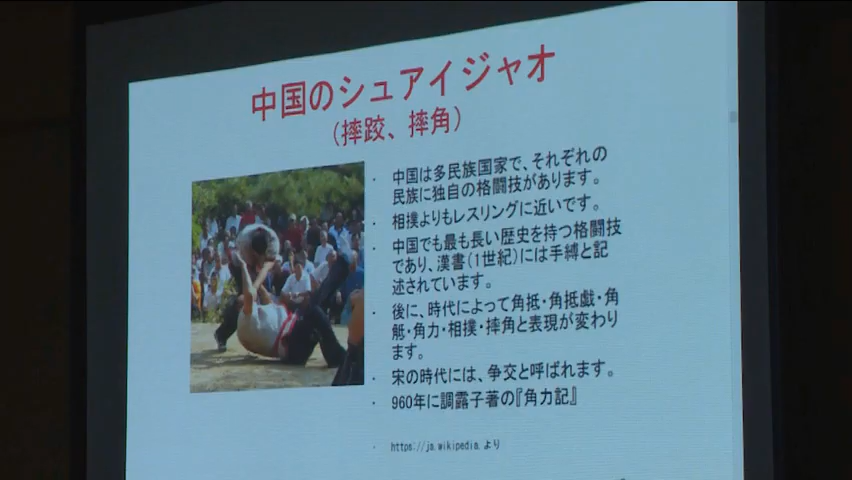 中国のシュアイジャオ
(摔跤、摔角)
・ 中国は多民族国家で、それぞれの
民族に独自の格闘技があります。
・ 相撲よりもレスリングに近いです。
・ 中国でも最も長い歴史を持つ格闘技
であり、漢書(1世紀)には手縛と記
述されています。
・ 後に、時代によって角抵・角抵戯・角
觝・角力・相撲・摔角と表現が変わり
ます。
・ 宋の時代には、争交と呼ばれます。
・ 960年に調露子著の『角力記』
・ https://ja.wikipedia.より